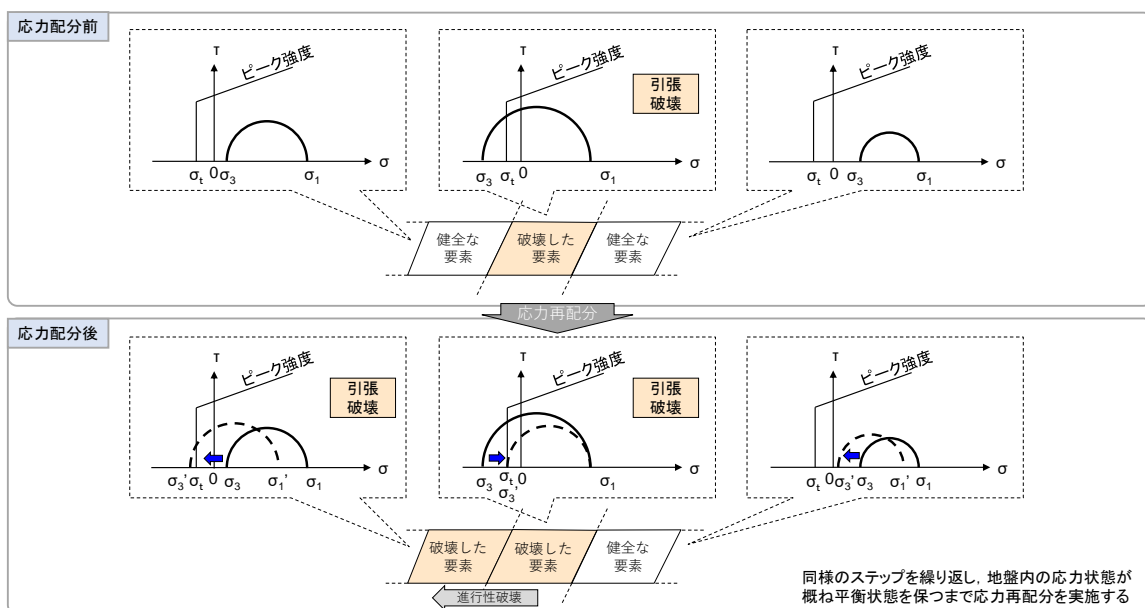 応力配分前
τ
ピーク強度
σ
σt 0 σ3 σ1
τ
ピーク強度
引張
破壊
σ
σ3 σt 0 σ1
τ
ピーク強度
σ
σt 0 σ3 σ1
健全な
要素
破壊した
要素
健全な
要素
応力再配分
応力配分後
τ
ピーク強度
引張
破壊
σ
σ3'σt 0 σ3 σ1' σ1
τ
ピーク強度
引張
破壊
σ
σ3 σt 0 σ1
σ3'
τ
ピーク強度
σ
σt 0σ3' σ3 σ1' σ1
破壊した
要素
破壊した
要素
健全な
要素
進行性破壊
同様のステップを繰り返し，地盤内の応力状態が
概ね平衡状態を保つまで応力再配分を実施する